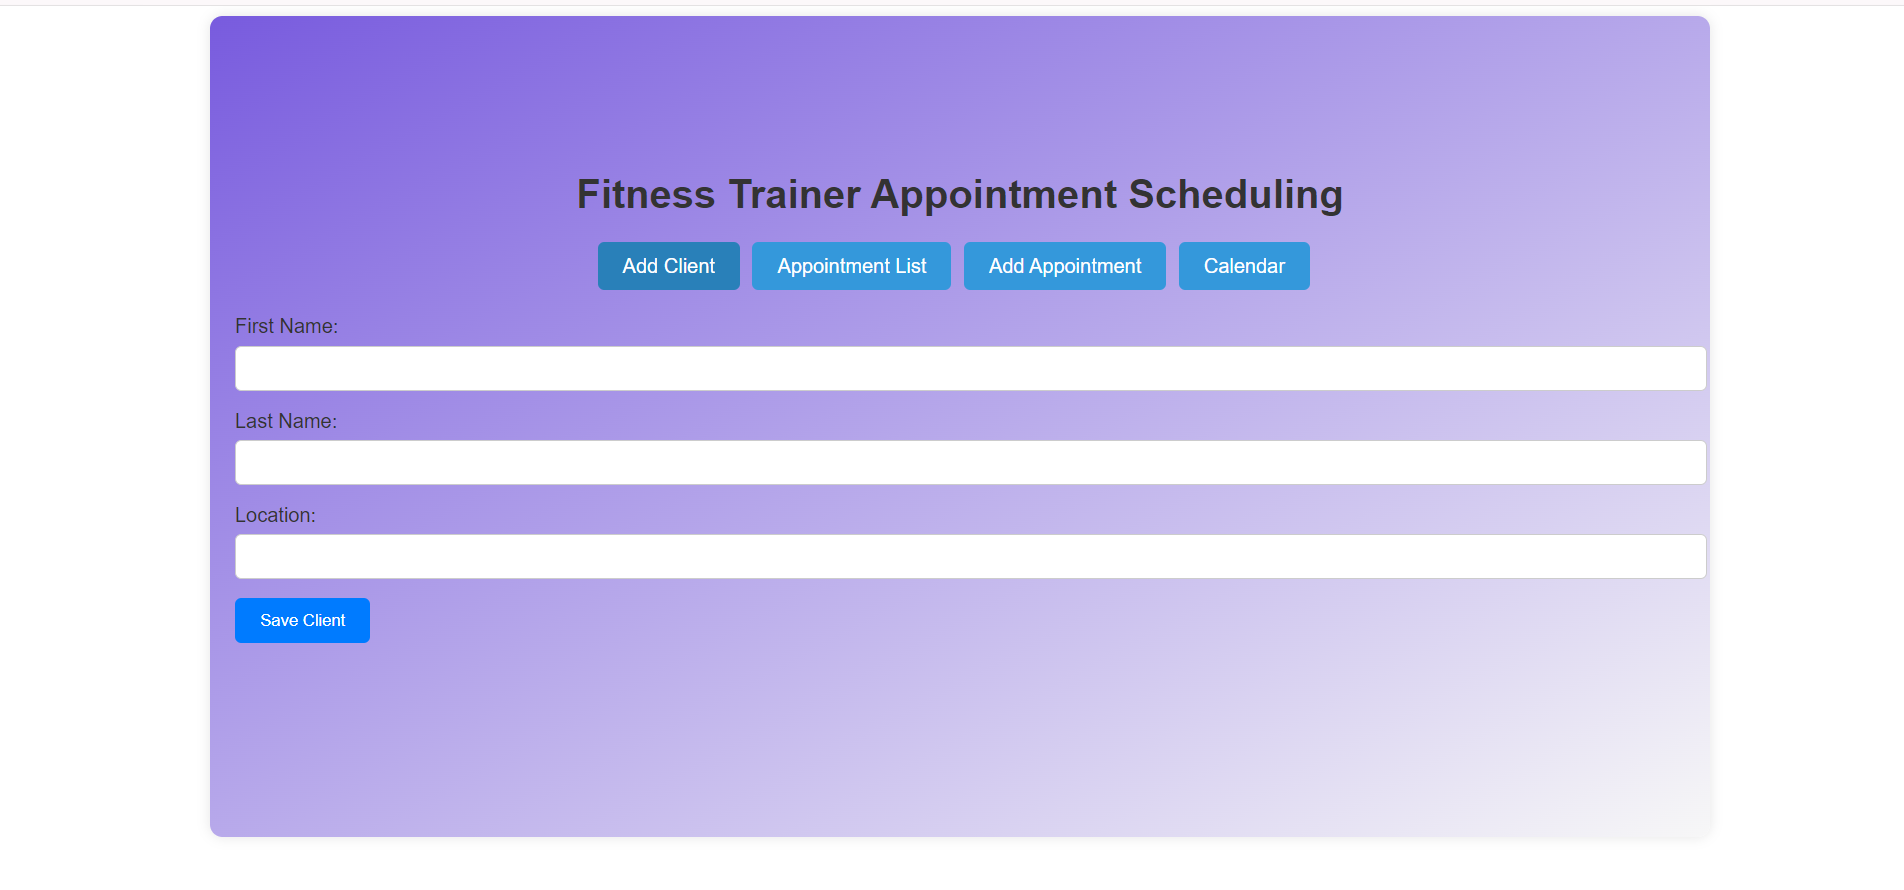 Fitness Trainer Appointment Scheduling
Add Client Appointment List Add Appointment Calendar
First Name:
Last Name:
Location:
Save Client